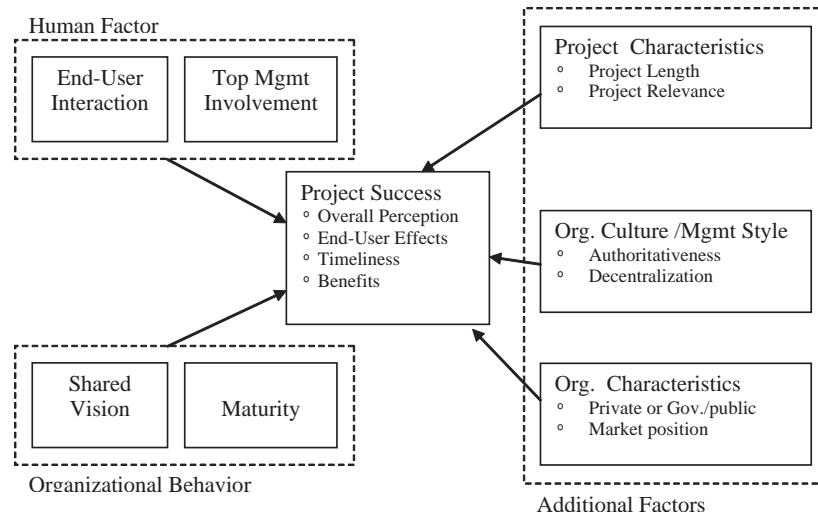 Human Factor
End-User
Interaction
Top Mgmt
Involvement
Project Success
º Overall Perception
º End-User Effects
º Timeliness
º Benefits
Shared
Vision
Maturity
Organizational Behavior
Project Characteristics
º Project Length
º Project Relevance
Org. Culture /Mgmt Style
º Authoritativeness
º Decentralization
Org. Characteristics
º Private or Gov./public
º Market position
Additional Factors